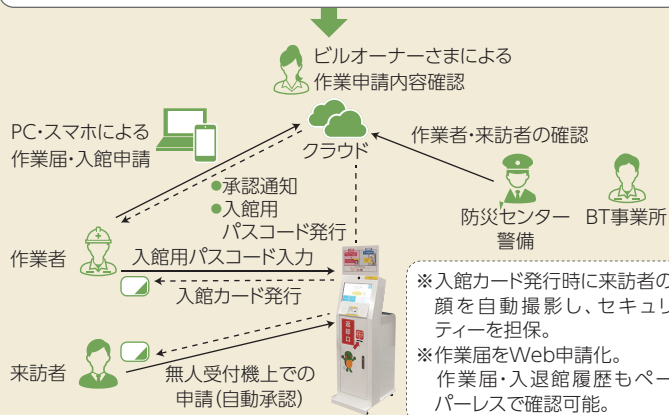 ビルオーナーさまによる
作業申請内容確認
PC・スマホによる
作業届・入館申請
クラウド
作業者・来訪者の確認
●承認通知
●入館用
パスコード発行
防災センター
警備
BT事業所
作業者
入館用パスコード入力
入館カード発行
来訪者
無人受付機上での
申請(自動承認)
※入館カード発行時に来訪者の
顔を自動撮影し、セキュリ
ティーを担保。
※作業届をWeb申請化。
作業届・入退館履歴もペー
パーレスで確認可能。